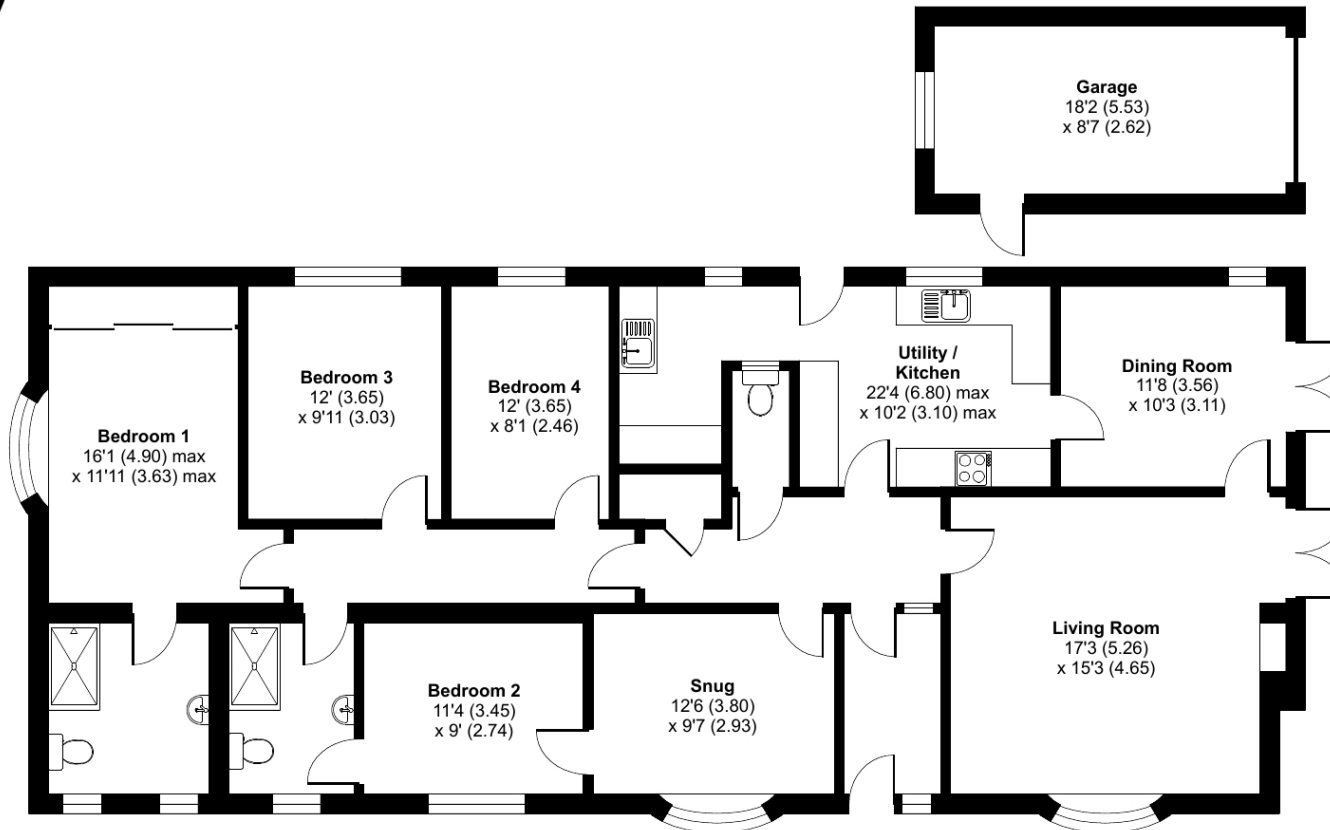 Garage
18'2 (5.53)
x 8'7 (2.62)
Utility /
Kitchen
22'4 (6.80) max
x 10'2 (3.10) max
Dining Room
11'8 (3.56)
x 10'3 (3.11)
Bedroom 3
12' (3.65)
x 9'11 (3.03)
Bedroom 4
12' (3.65)
x 8'1 (2.46)
Bedroom 1
16'1 (4.90) max
x 11'11 (3.63) max
Living Room
17'3 (5.26)
x 15'3 (4.65)
Bedroom 2
11'4 (3.45)
x 9' (2.74)
Snug
12'6 (3.80)
x 9'7 (2.93)